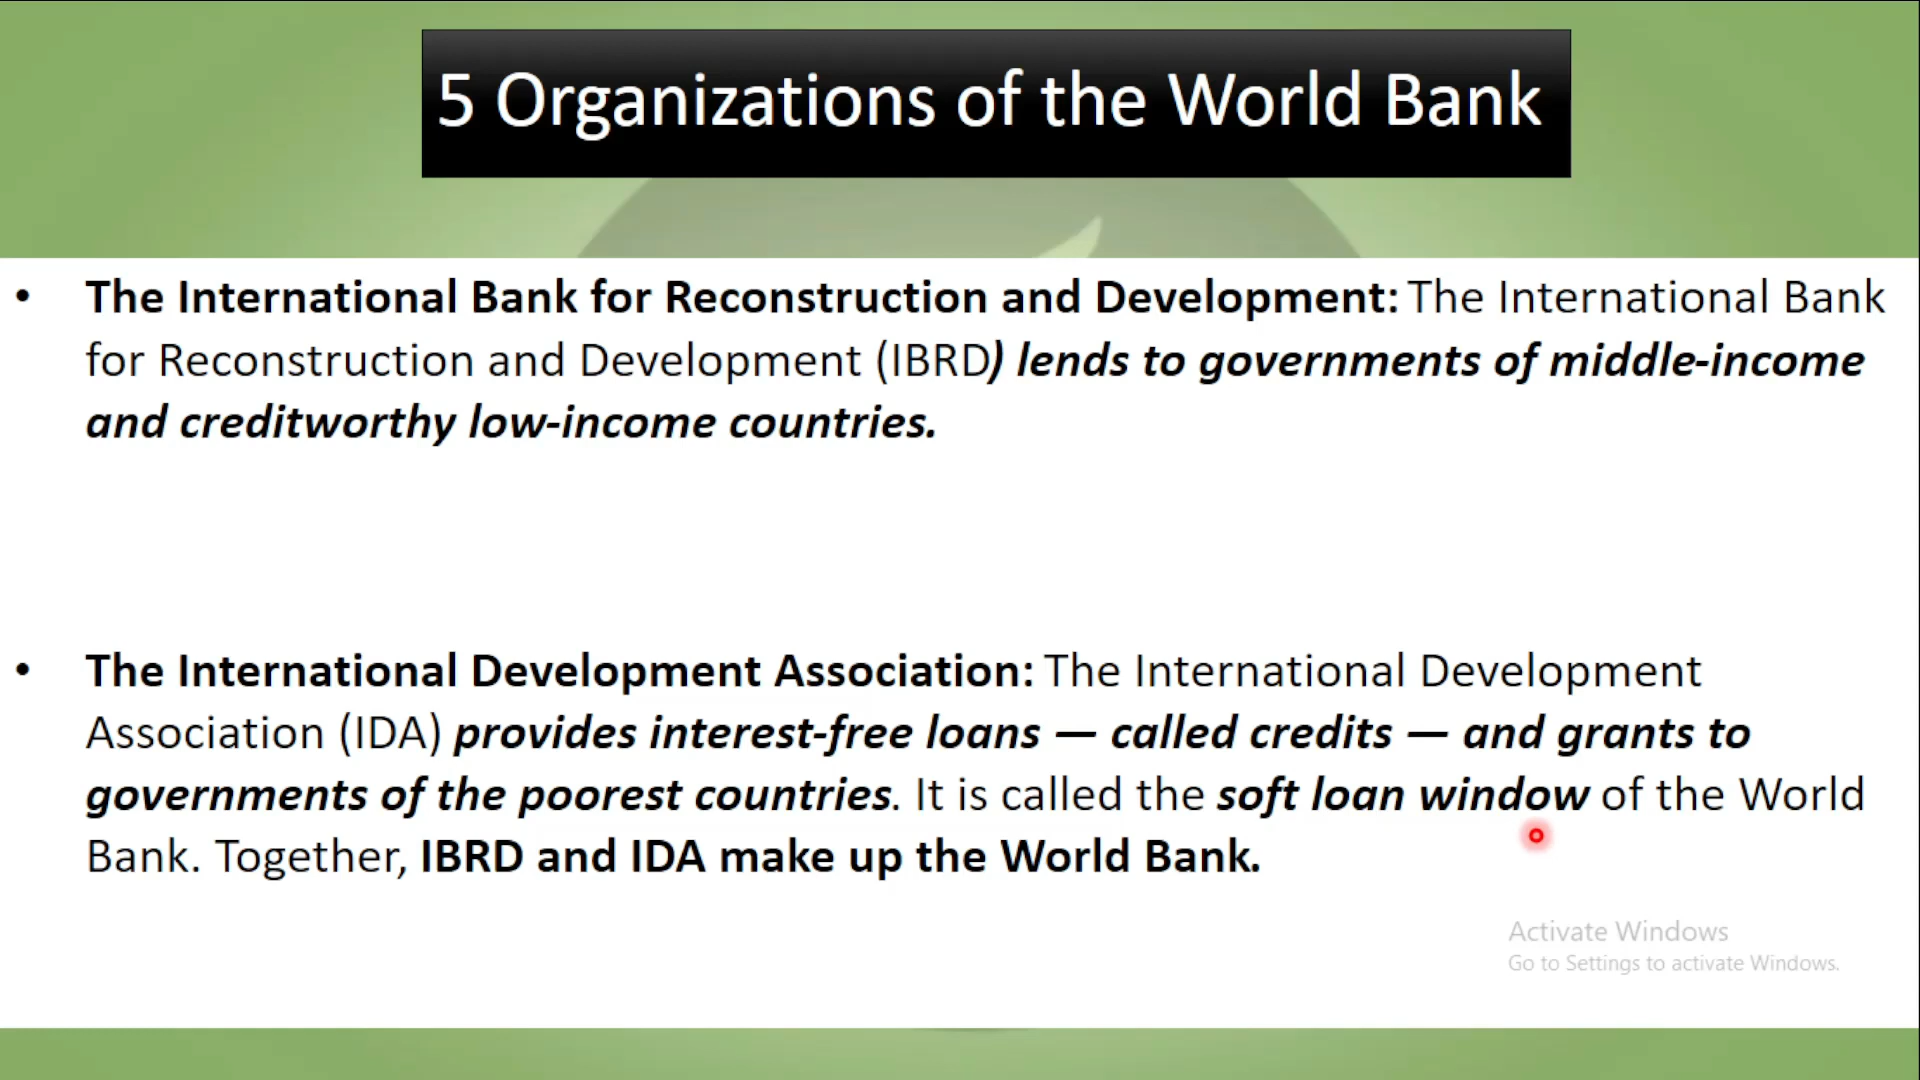 5 Organizations of the World Bank
• The International Bank for Reconstruction and Development: The International Bank
for Reconstruction and Development (IBRD) lends to governments of middle-income
and creditworthy low-income countries.
• The International Development Association: The International Development
Association (IDA) provides interest-free loans — called credits — and grants to
governments of the poorest countries. It is called the soft loan window of the World
Bank. Together, IBRD and IDA make up the World Bank.
Activate Windows
Go to Settings to activate Windows.